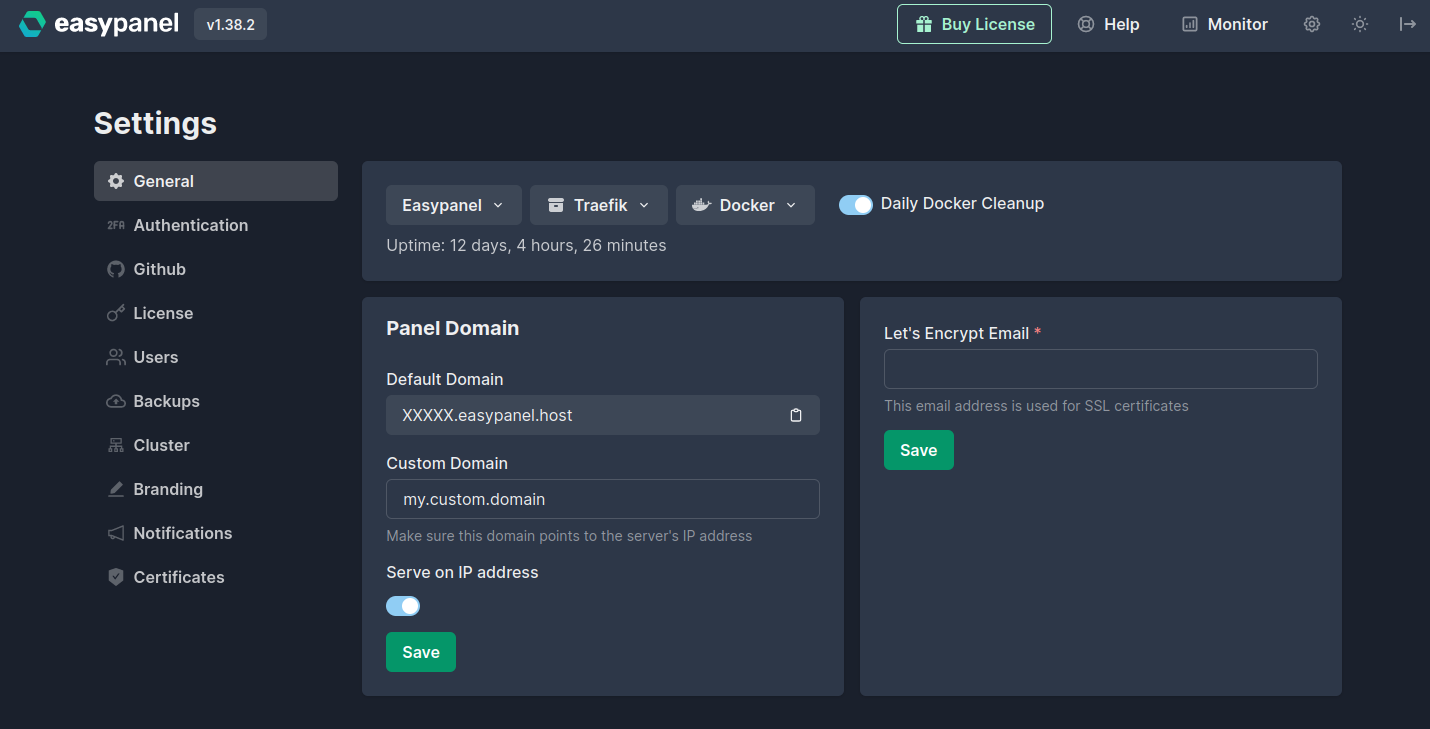 easypanel v1.38.2 Buy License Help Monitor
Settings
General
2FA Authentication
Github
License
Users
Backups
Cluster
Branding
Notifications
Certificates
Easypanel Traefik Docker Daily Docker Cleanup
Uptime: 12 days, 4 hours, 26 minutes
Panel Domain
Default Domain
XXXXX.easypanel.host
Custom Domain
my.custom.domain
Make sure this domain points to the server's IP address
Serve on IP address
Save
Let's Encrypt Email *
This email address is used for SSL certificates
Save